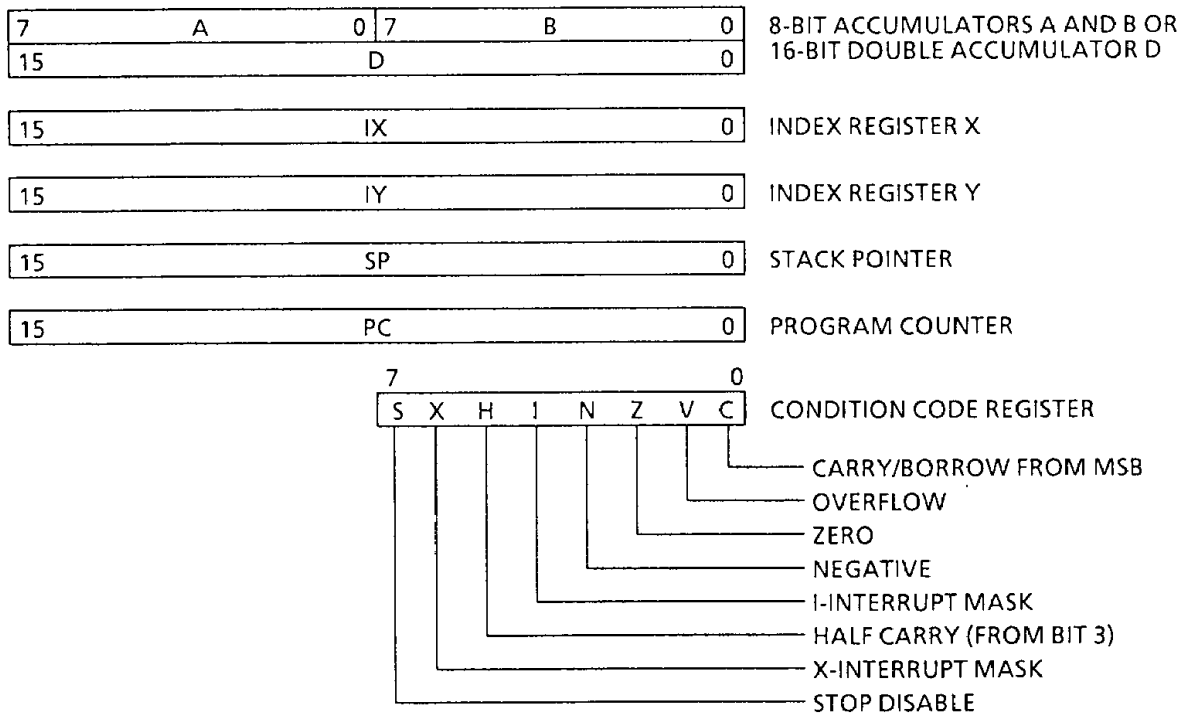 7 A 0 7 B 0 8-BIT ACCUMULATORS A AND B OR
15 D 0 16-BIT DOUBLE ACCUMULATOR D
15 IX 0 INDEX REGISTER X
15 IY 0 INDEX REGISTER Y
15 SP 0 STACK POINTER
15 PC 0 PROGRAM COUNTER
7 0
S X H I N Z V C CONDITION CODE REGISTER
CARRY/BORROW FROM MSB
OVERFLOW
ZERO
NEGATIVE
I-INTERRUPT MASK
HALF CARRY (FROM BIT 3)
X-INTERRUPT MASK
STOP DISABLE